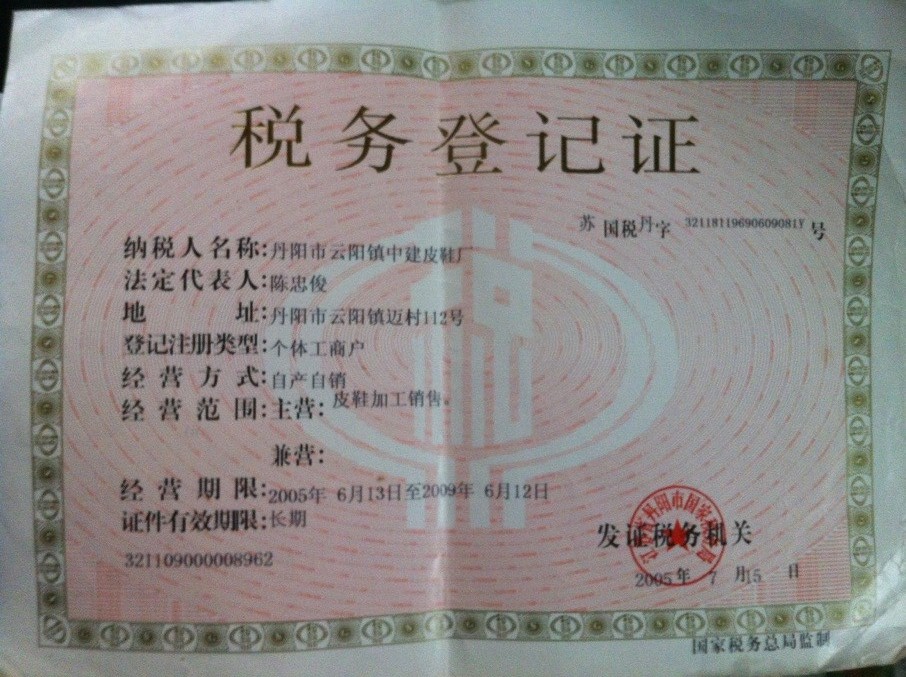 税务登记证
苏 国税 丹 字 32118119690609081Y 号
纳税人名称:丹阳市云阳镇中建皮鞋厂
法定代表人:陈忠俊
地 址:丹阳市云阳镇迈村112号
登记注册类型:个体工商户
经营方式:自产自销
经营范围:主营:皮鞋加工销售。
兼营:
经营期限:2005年 6月13日至2009年 6月12日
证件有效期限:长期
321109000008962
发证税务机关
2005年 7 月15 日
国家税务总局监制